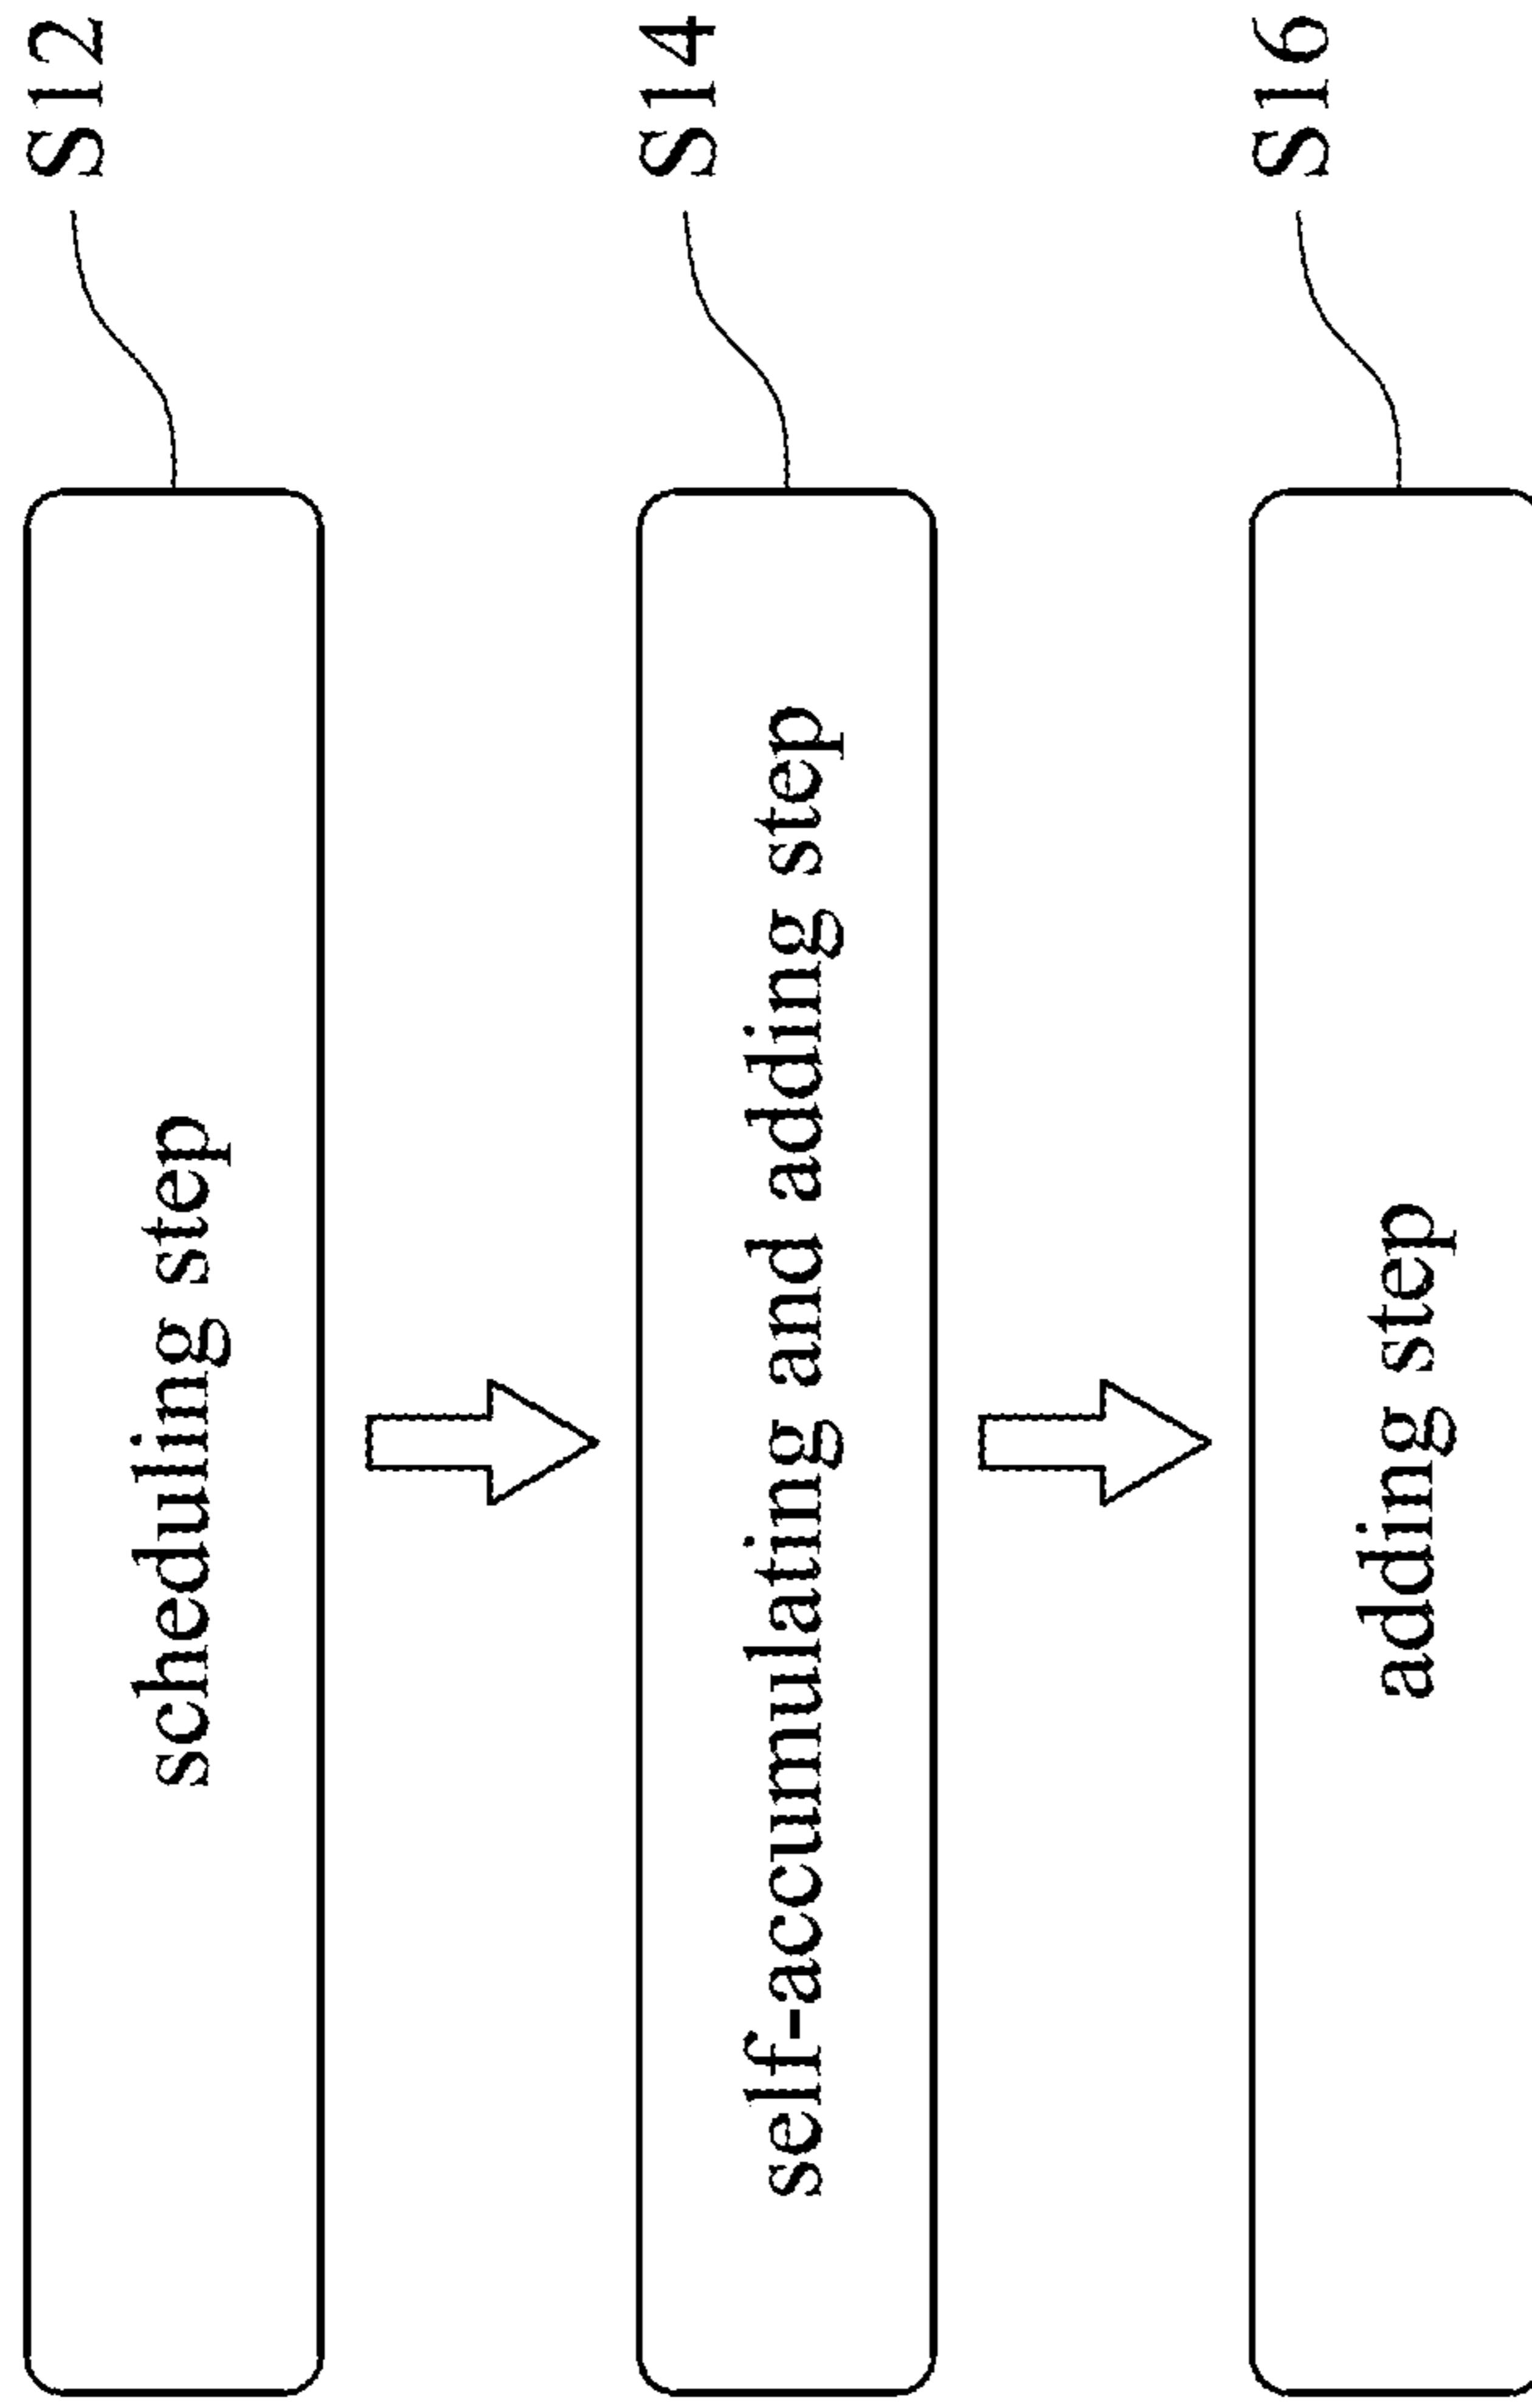 scheduling step
S12
self-accumulating and adding step
S14
adding step
S16